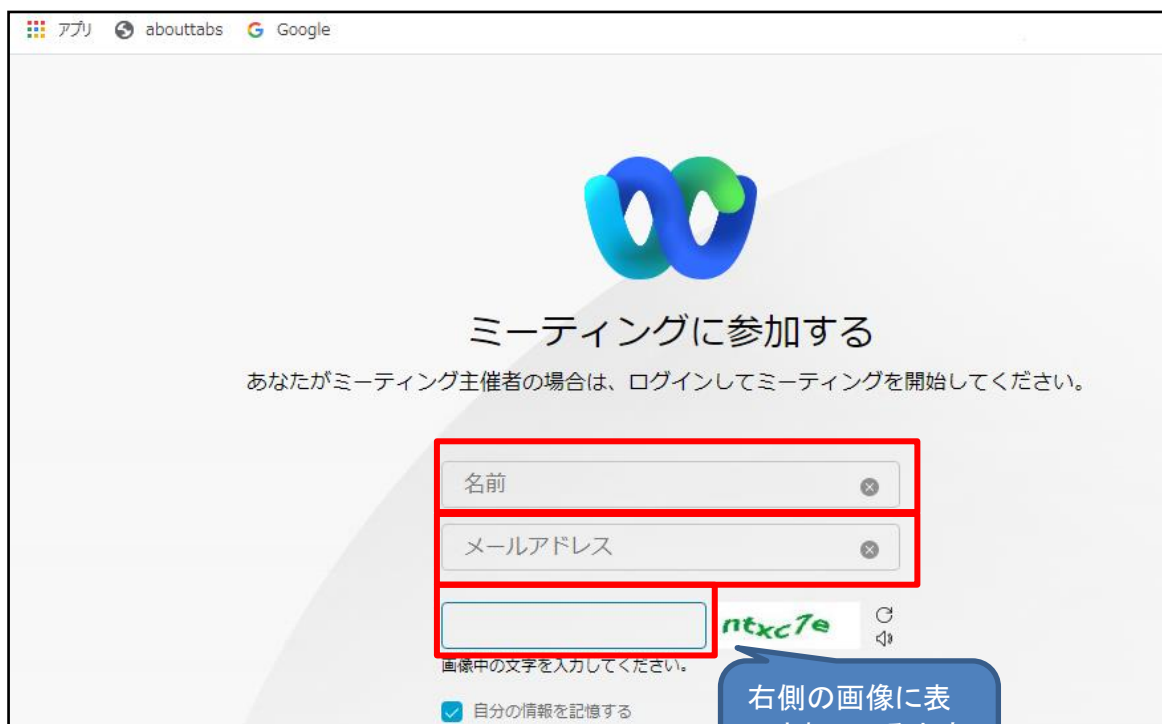 アプリ abouttabs Google
ミーティングに参加する
あなたがミーティング主催者の場合は、ログインしてミーティングを開始してください。
名前
メールアドレス
ntxc7e
画像中の文字を入力してください。
自分の情報を記憶する
右側の画像に表